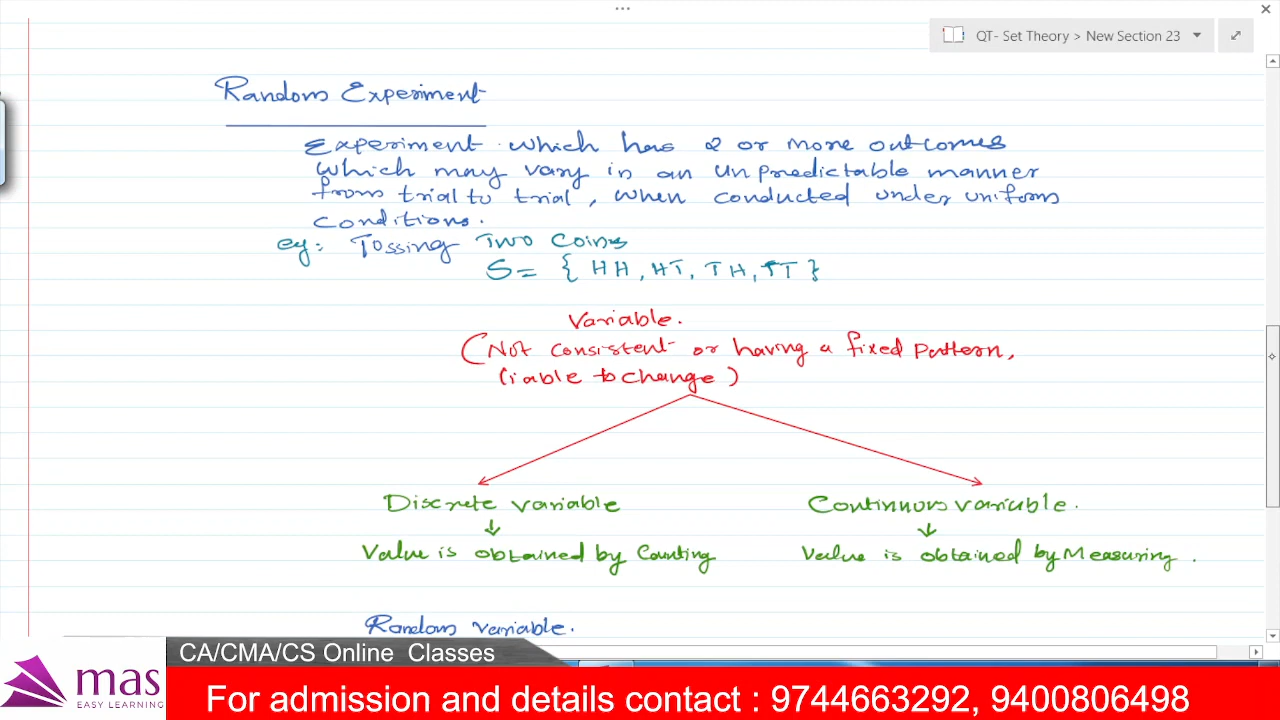 ...
QT- Set Theory > New Section 23
Random Experiment
Experiment which has 2 or more outcomes
which may vary in an unpredictable manner
from trial to trial, when conducted under uniform
conditions.
eg: Tossing Two Coins
S = { HH, HT, TH, TT }
Variable.
(Not consistent or having a fixed pattern,
liable to change)
Discrete variable
Continuous variable.
↓
↓
Value is obtained by Counting
Value is obtained by Measuring.
Random variable.
CA/CMA/CS Online Classes
mas
EASY LEARNING
For admission and details contact : 9744663292, 9400806498